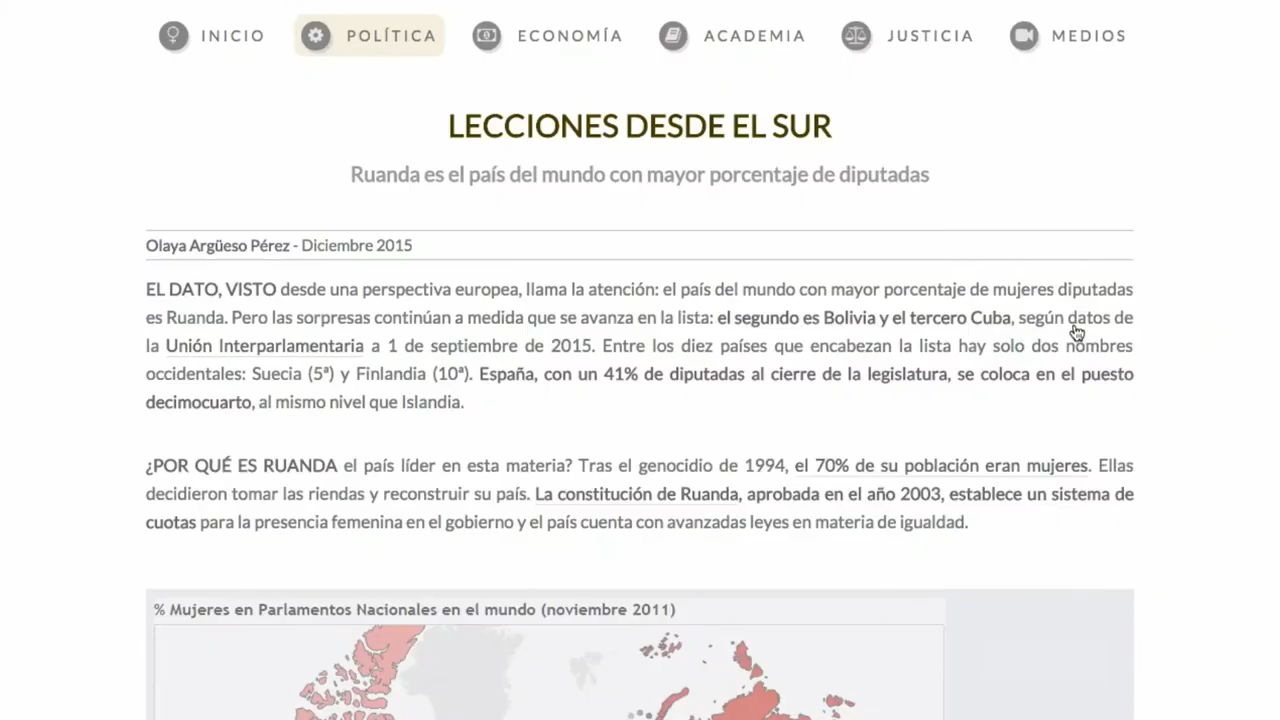 INICIO POLÍTICA ECONOMÍA ACADEMIA JUSTICIA MEDIOS
LECCIONES DESDE EL SUR
Ruanda es el país del mundo con mayor porcentaje de diputadas
Olaya Argüeso Pérez - Diciembre 2015
EL DATO, VISTO desde una perspectiva europea, llama la atención: el país del mundo con mayor porcentaje de mujeres diputadas
es Ruanda. Pero las sorpresas continúan a medida que se avanza en la lista: el segundo es Bolivia y el tercero Cuba, según datos de
la Unión Interparlamentaria a 1 de septiembre de 2015. Entre los diez países que encabezan la lista hay solo dos nombres
occidentales: Suecia (5ª) y Finlandia (10ª). España, con un 41% de diputadas al cierre de la legislatura, se coloca en el puesto
decimocuarto, al mismo nivel que Islandia.
¿POR QUÉ ES RUANDA el país líder en esta materia? Tras el genocidio de 1994, el 70% de su población eran mujeres. Ellas
decidieron tomar las riendas y reconstruir su país. La constitución de Ruanda, aprobada en el año 2003, establece un sistema de
cuotas para la presencia femenina en el gobierno y el país cuenta con avanzadas leyes en materia de igualdad.
% Mujeres en Parlamentos Nacionales en el mundo (noviembre 2011)